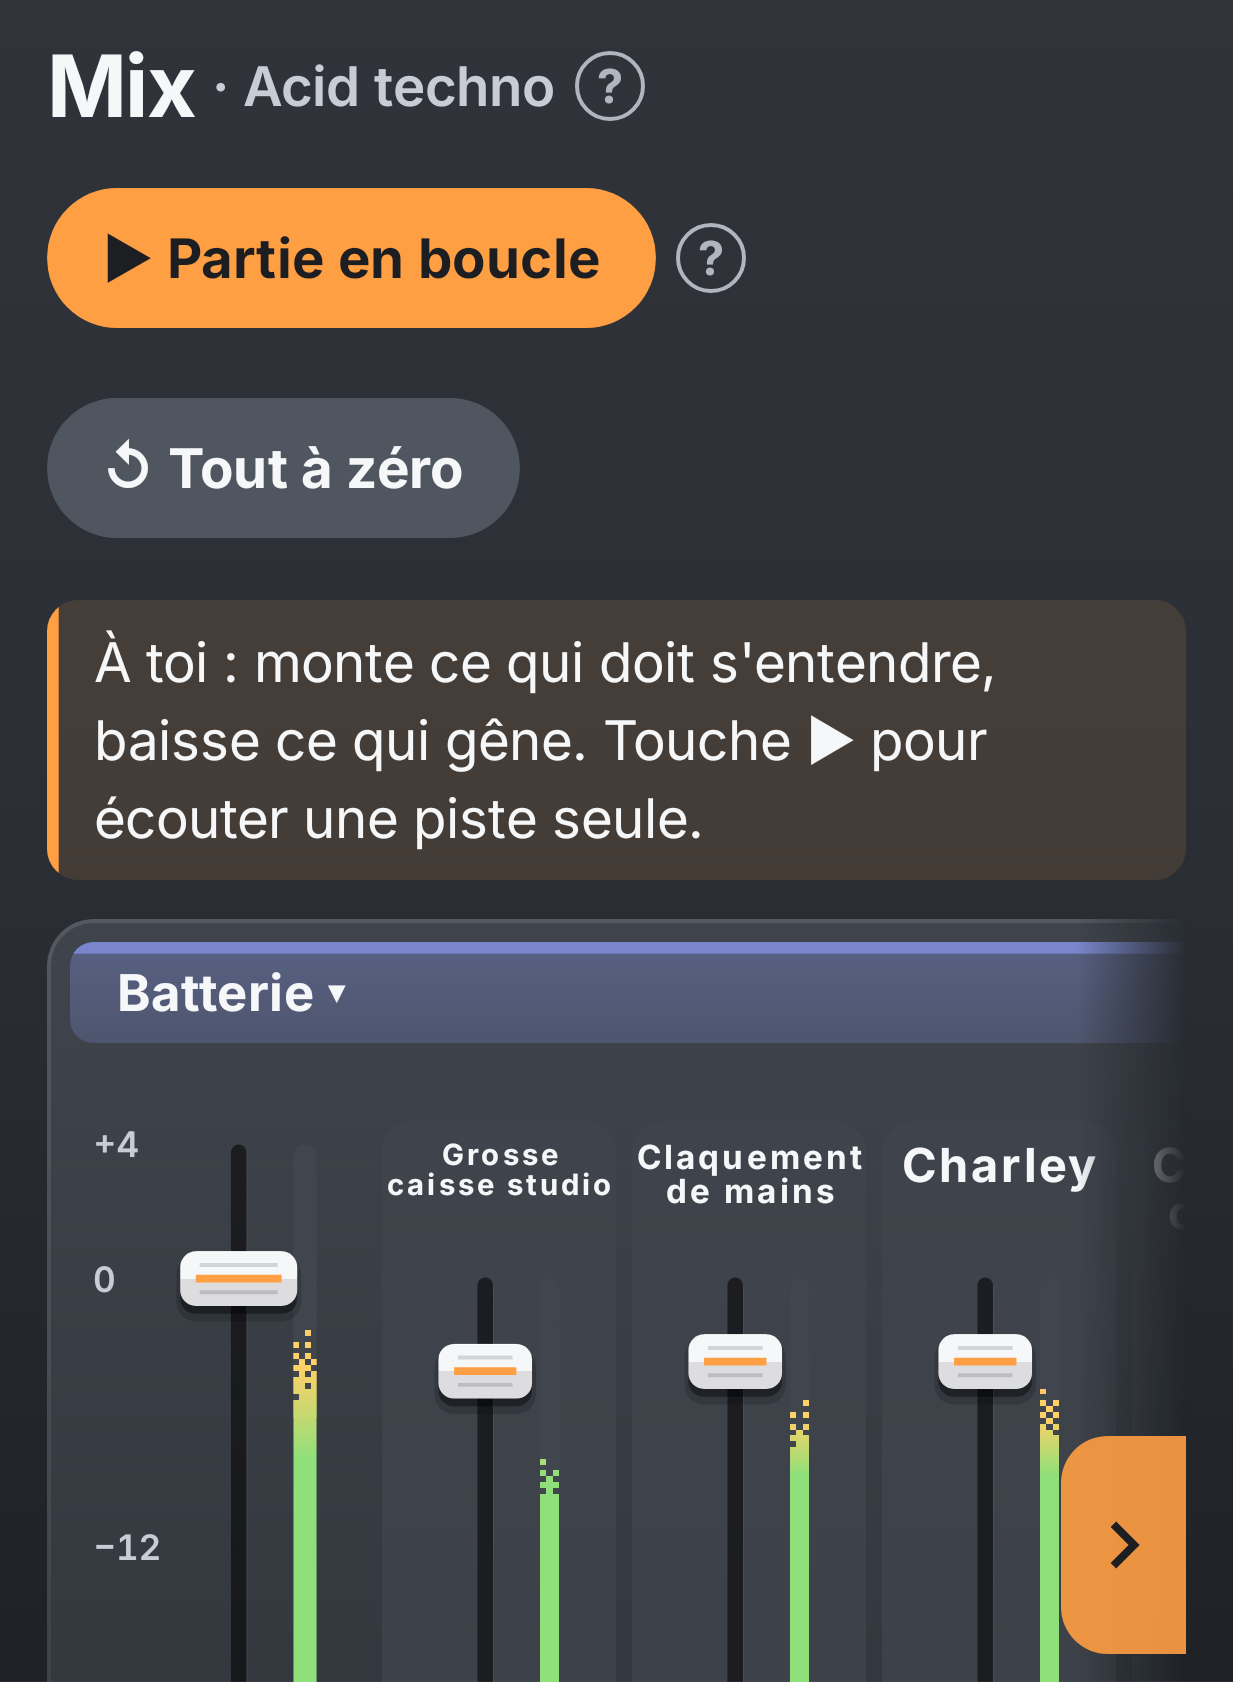 Mix · Acid techno ?
▶ Partie en boucle ?
Tout à zéro
À toi : monte ce qui doit s'entendre,
baisse ce qui gêne. Touche ▶ pour
écouter une piste seule.
Batterie ▾
+4
0
−12
Grosse
caisse studio
Claquement
de mains
Charley